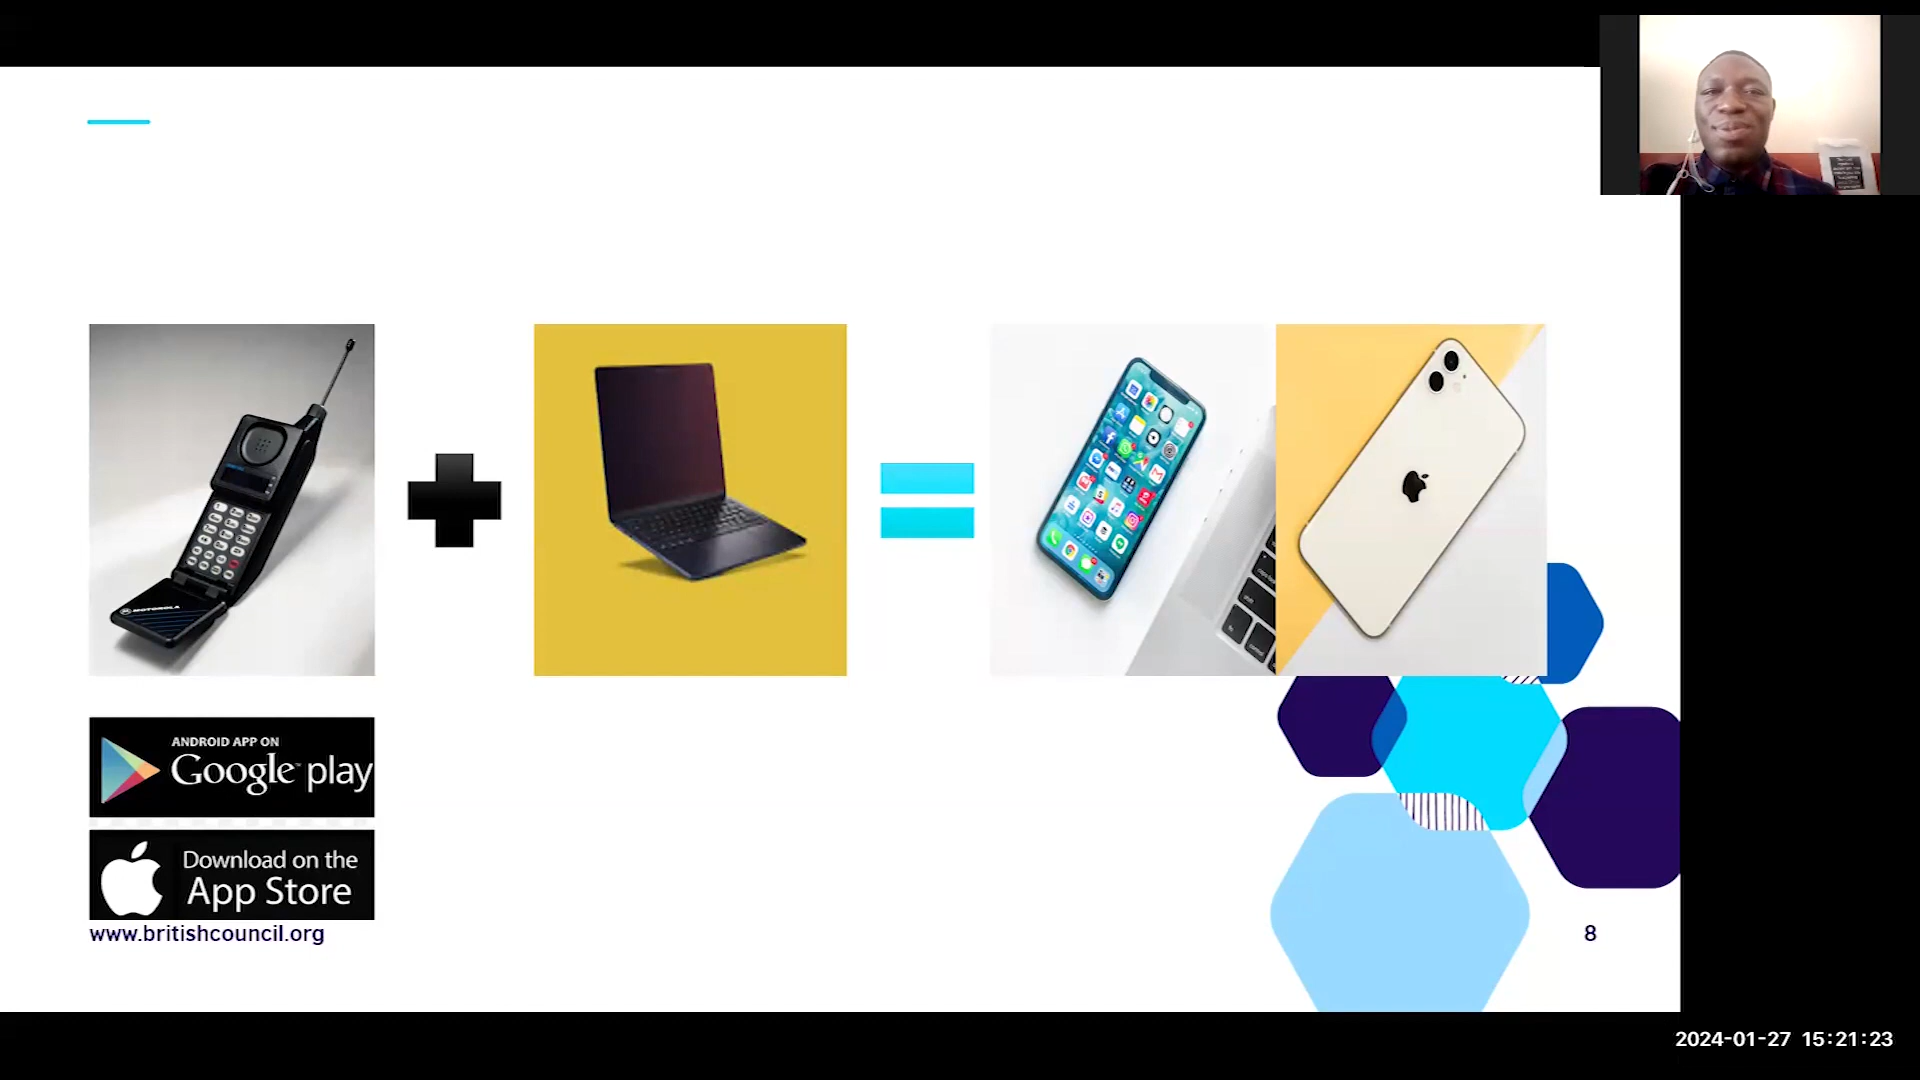 MOTOROLA
ANDROID APP ON
Google play
Download on the
App Store
www.britishcouncil.org
8
2024-01-27 15:21:23